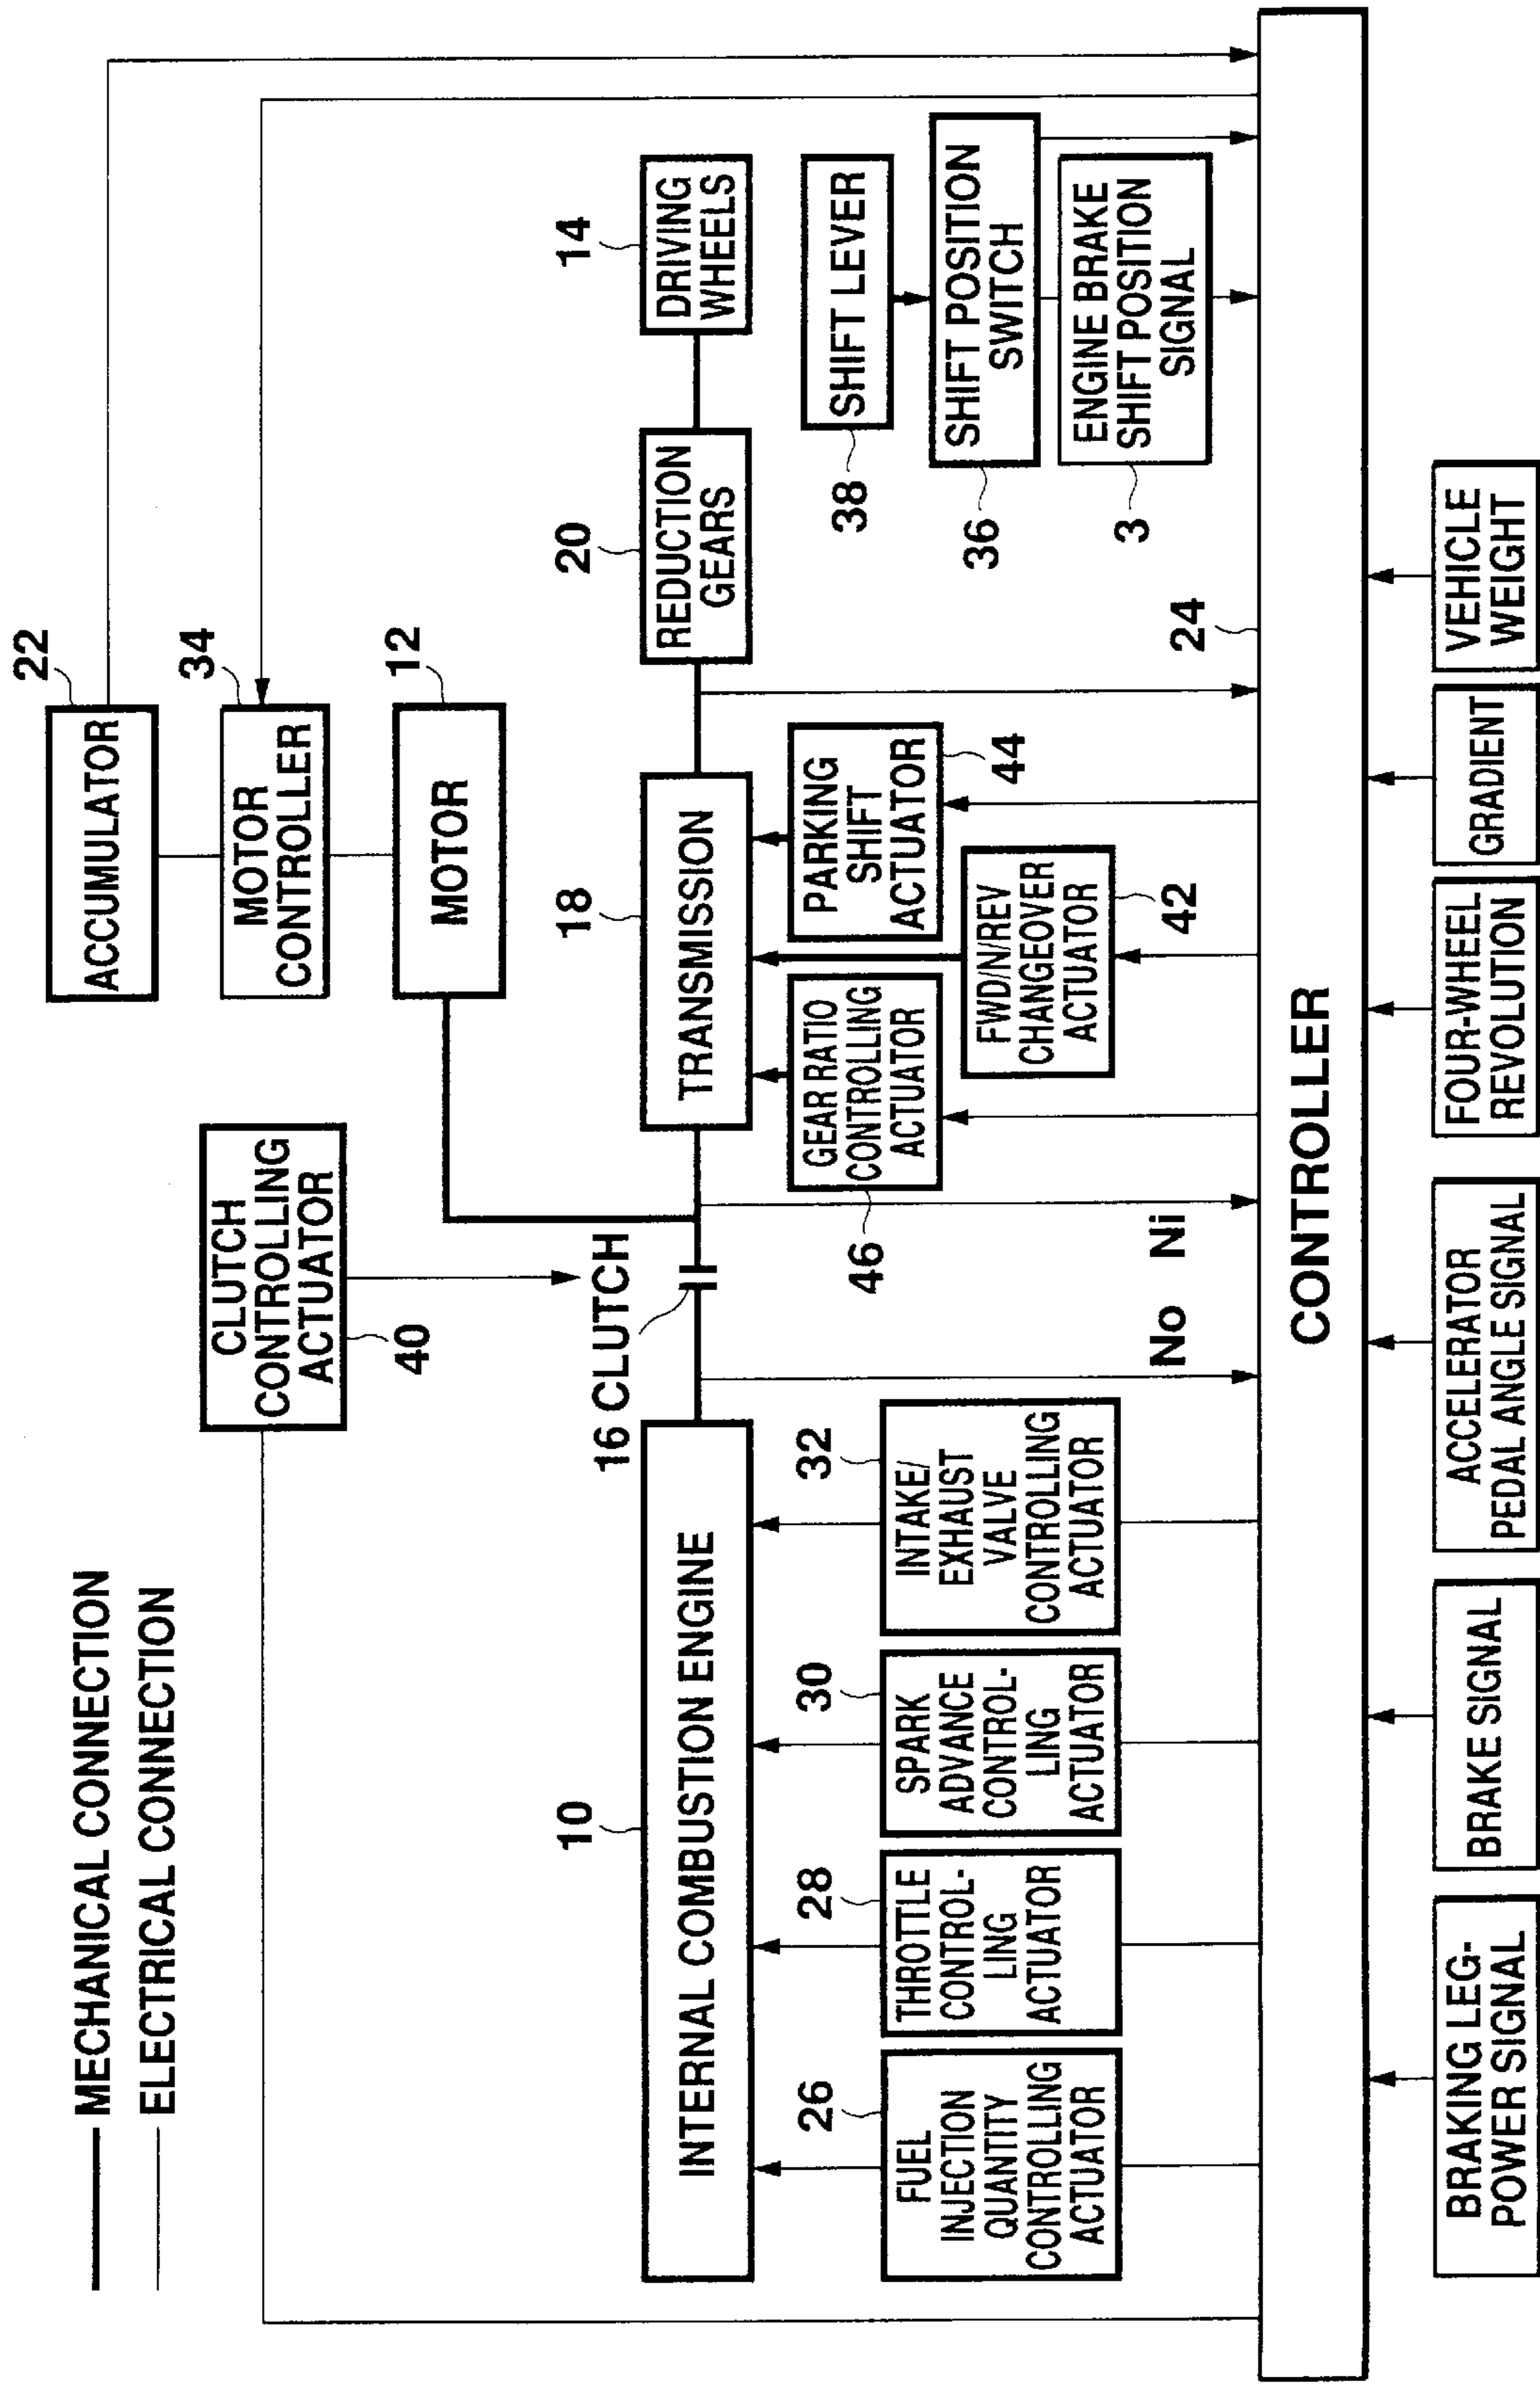 MECHANICAL CONNECTION
ELECTRICAL CONNECTION
22
ACCUMULATOR
34
MOTOR
CONTROLLER
12
MOTOR
CLUTCH
CONTROLLING
ACTUATOR
40
16 CLUTCH
10
INTERNAL COMBUSTION ENGINE
18
TRANSMISSION
20
REDUCTION
GEARS
14
DRIVING
WHEELS
26
FUEL
INJECTION
QUANTITY
CONTROLLING
ACTUATOR
28
THROTTLE
CONTROL-
LING
ACTUATOR
30
SPARK
ADVANCE
CONTROL-
LING
ACTUATOR
32
INTAKE/
EXHAUST
VALVE
CONTROLLING
ACTUATOR
No
Ni
46
GEAR RATIO
CONTROLLING
ACTUATOR
FWD/N/REV
CHANGEOVER
ACTUATOR
42
PARKING
SHIFT
ACTUATOR
44
38
SHIFT LEVER
36
SHIFT POSITION
SWITCH
3
ENGINE BRAKE
SHIFT POSITION
SIGNAL
24
CONTROLLER
BRAKING LEG-
POWER SIGNAL
BRAKE SIGNAL
ACCELERATOR
PEDAL ANGLE SIGNAL
FOUR-WHEEL
REVOLUTION
GRADIENT
VEHICLE
WEIGHT